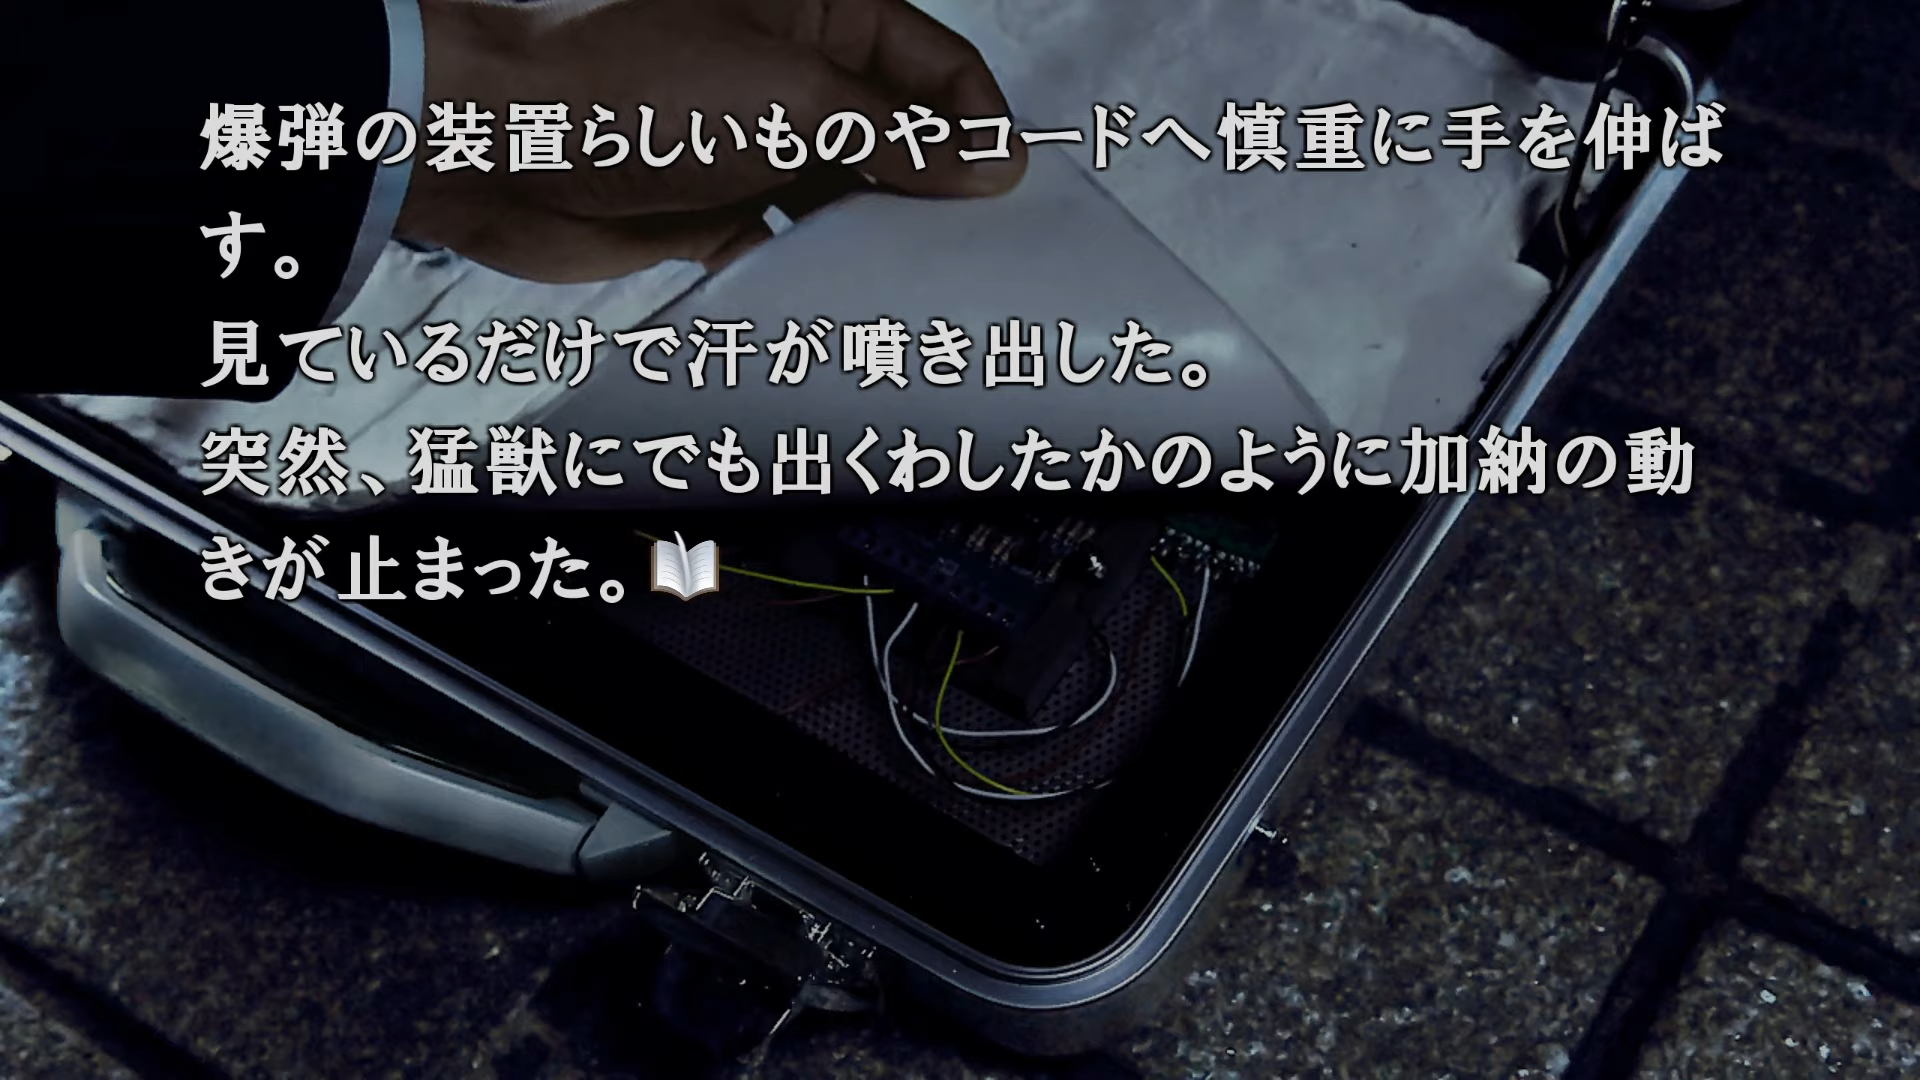 爆弾の装置らしいものやコードへ慎重に手を伸ば
す。
見ているだけで汗が噴き出した。
突然、猛獣にでも出くわしたかのように加納の動
きが止まった。